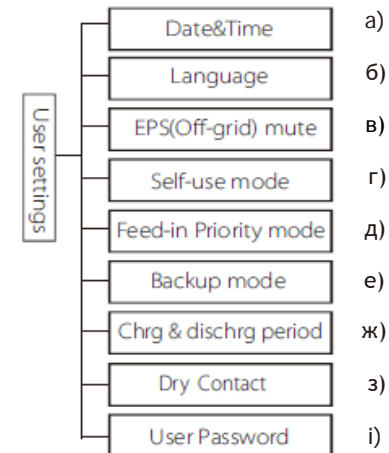 User settings
Date&Time а)
Language б)
EPS(Off-grid) mute в)
Self-use mode г)
Feed-in Priority mode д)
Backup mode е)
Chrg & dischrg period ж)
Dry Contact з)
User Password і)